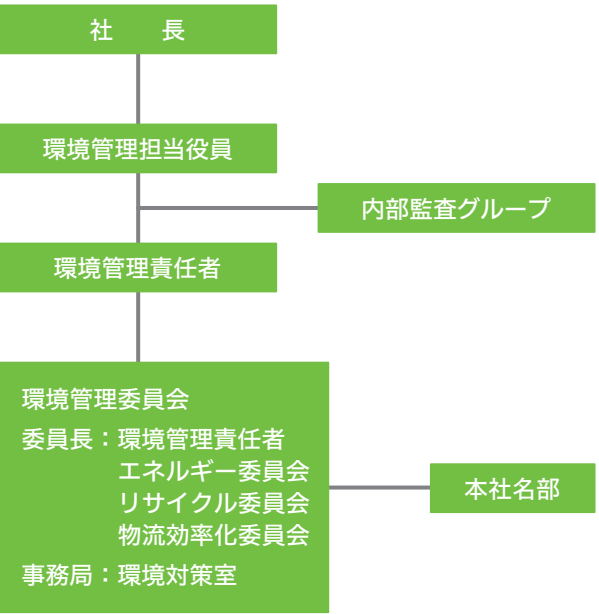 社　長
環境管理担当役員
内部監査グループ
環境管理責任者
環境管理委員会
委員長：環境管理責任者
エネルギー委員会
リサイクル委員会
物流効率化委員会
事務局：環境対策室
本社名部